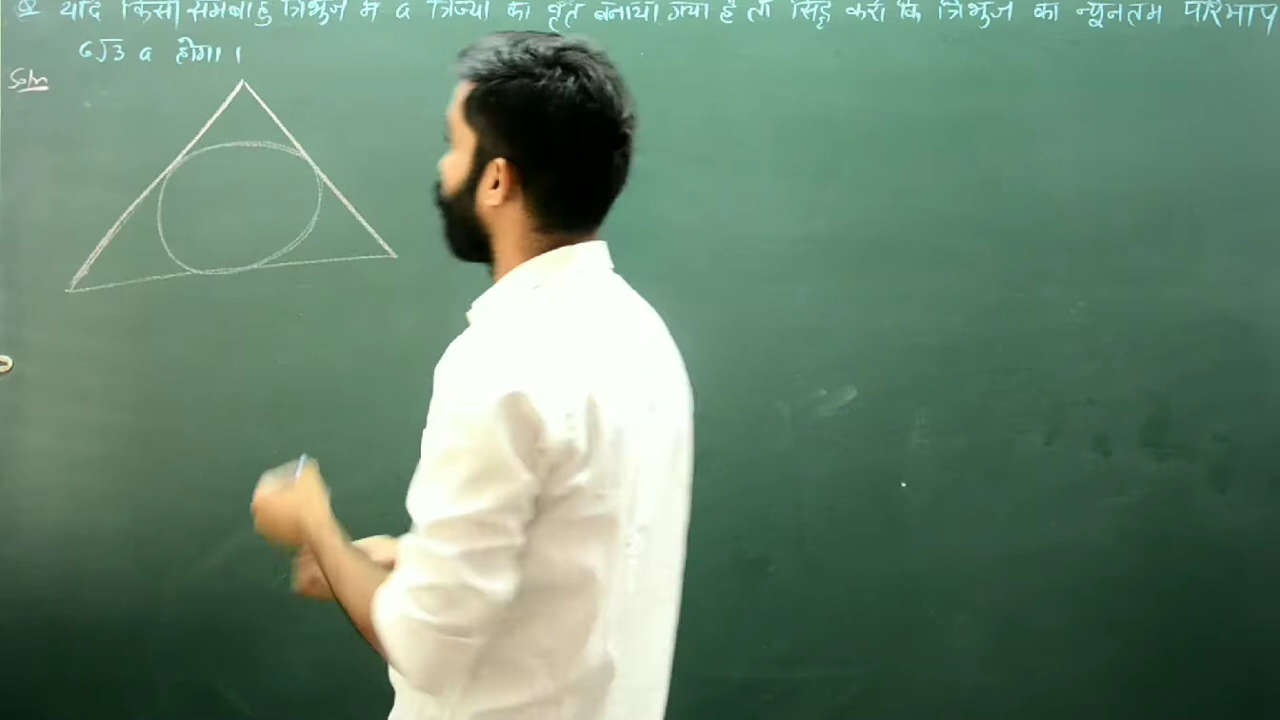 Q यदि किसी समबाहु त्रिभुज में a त्रिज्या का वृत बनाया गया है तो सिद्ध करो कि त्रिभुज का न्यूनतम परिमाप
6√3 a होगा।
Soln